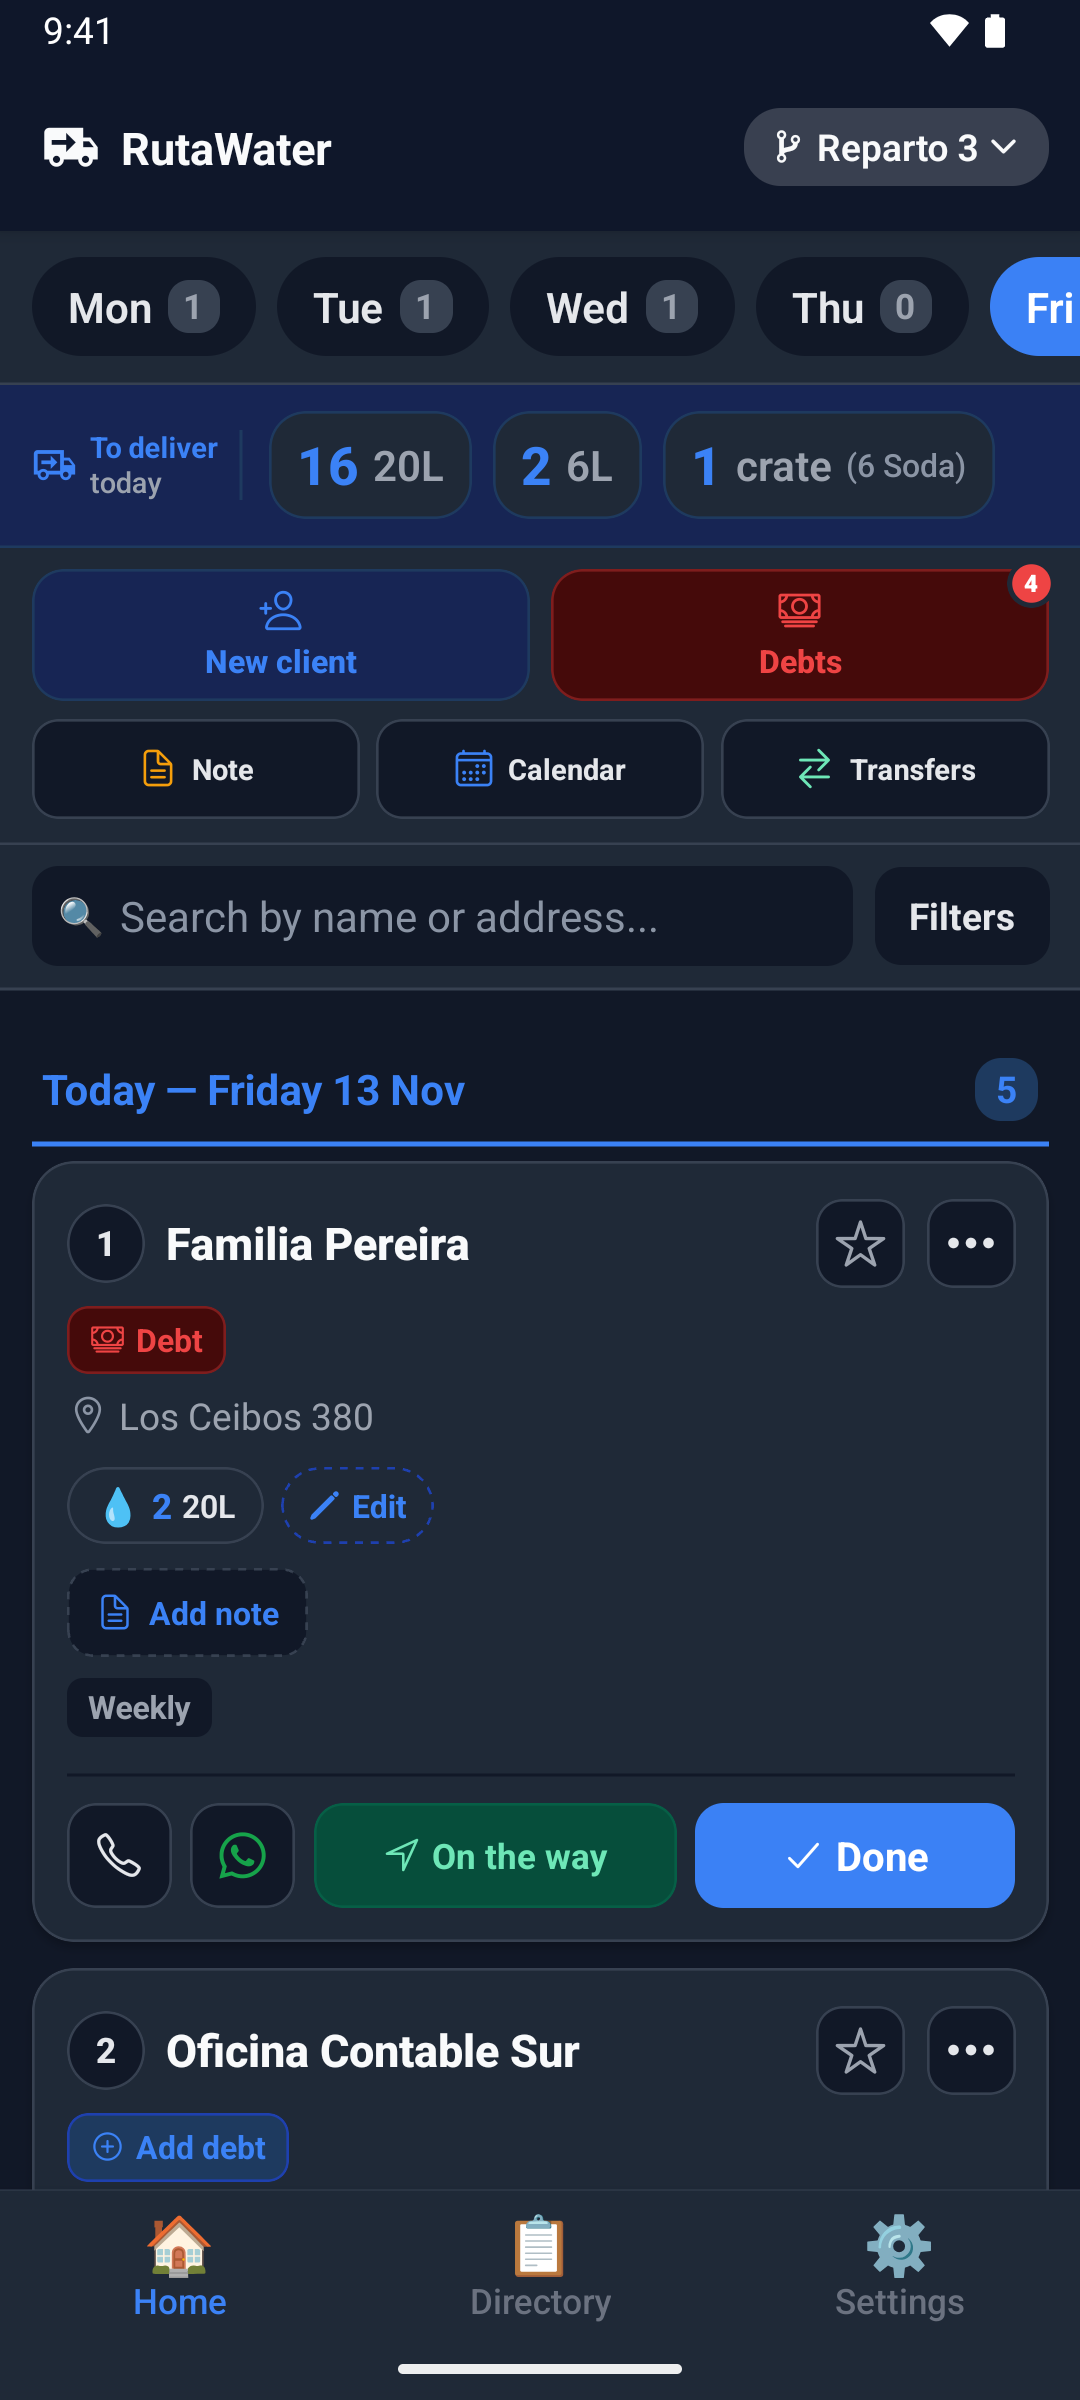 9:41
RutaWater
Reparto 3
Mon 1
Tue 1
Wed 1
Thu 0
Fri
To deliver
today
16 20L
2 6L
1 crate (6 Soda)
New client
Debts
4
Note
Calendar
Transfers
Search by name or address...
Filters
Today — Friday 13 Nov
5
1
Familia Pereira
Debt
Los Ceibos 380
2 20L
Edit
Add note
Weekly
On the way
Done
2
Oficina Contable Sur
Add debt
Home
Directory
Settings